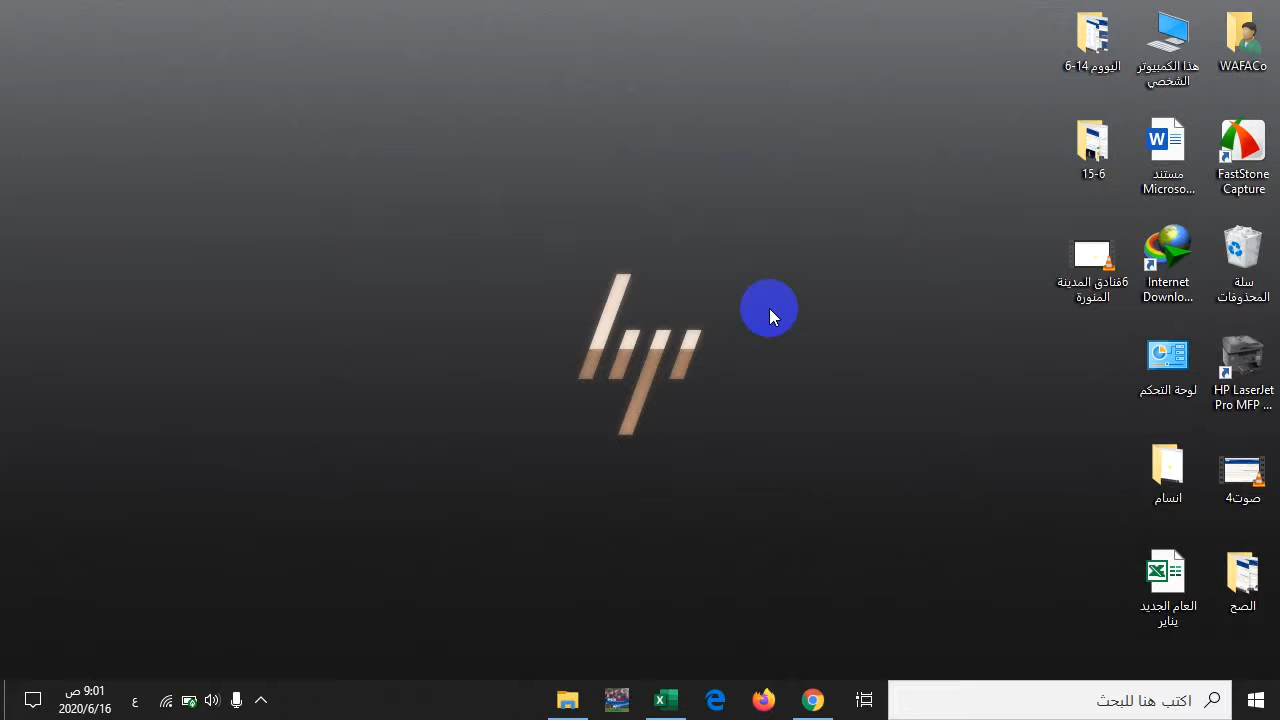 WAFACo
هذا الكمبيوتر
الشخصي
اليووم 14-6
FastStone
Capture
مستند
Microso...
15-6
سلة
المحذوفات
Internet
Downlo...
6فنادق المدينة
المنورة
HP LaserJet
Pro MFP ...
لوحة التحكم
صوت4
انسام
الصح
العام الجديد
يناير
hp
اكتب هنا للبحث
ع
9:01 ص
2020/6/16